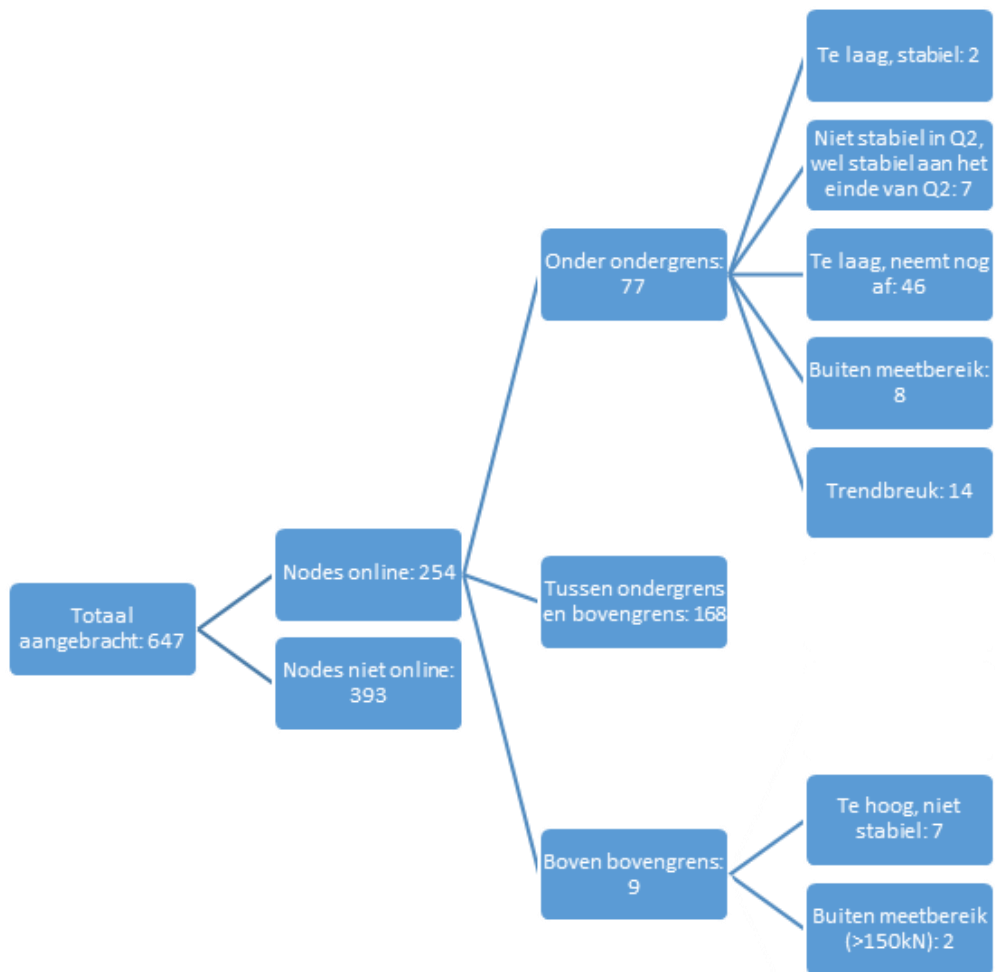 Totaal
aangebracht: 647
Nodes online: 254
Nodes niet online:
393
Onder ondergrens:
77
Tussen ondergrens
en bovengrens: 168
Boven bovengrens:
9
Te laag, stabiel: 2
Niet stabiel in Q2,
wel stabiel aan het
einde van Q2: 7
Te laag, neemt nog
af: 46
Buiten meetbereik:
8
Trendbreuk: 14
Te hoog, niet
stabiel: 7
Buiten meetbereik
(>150kN): 2